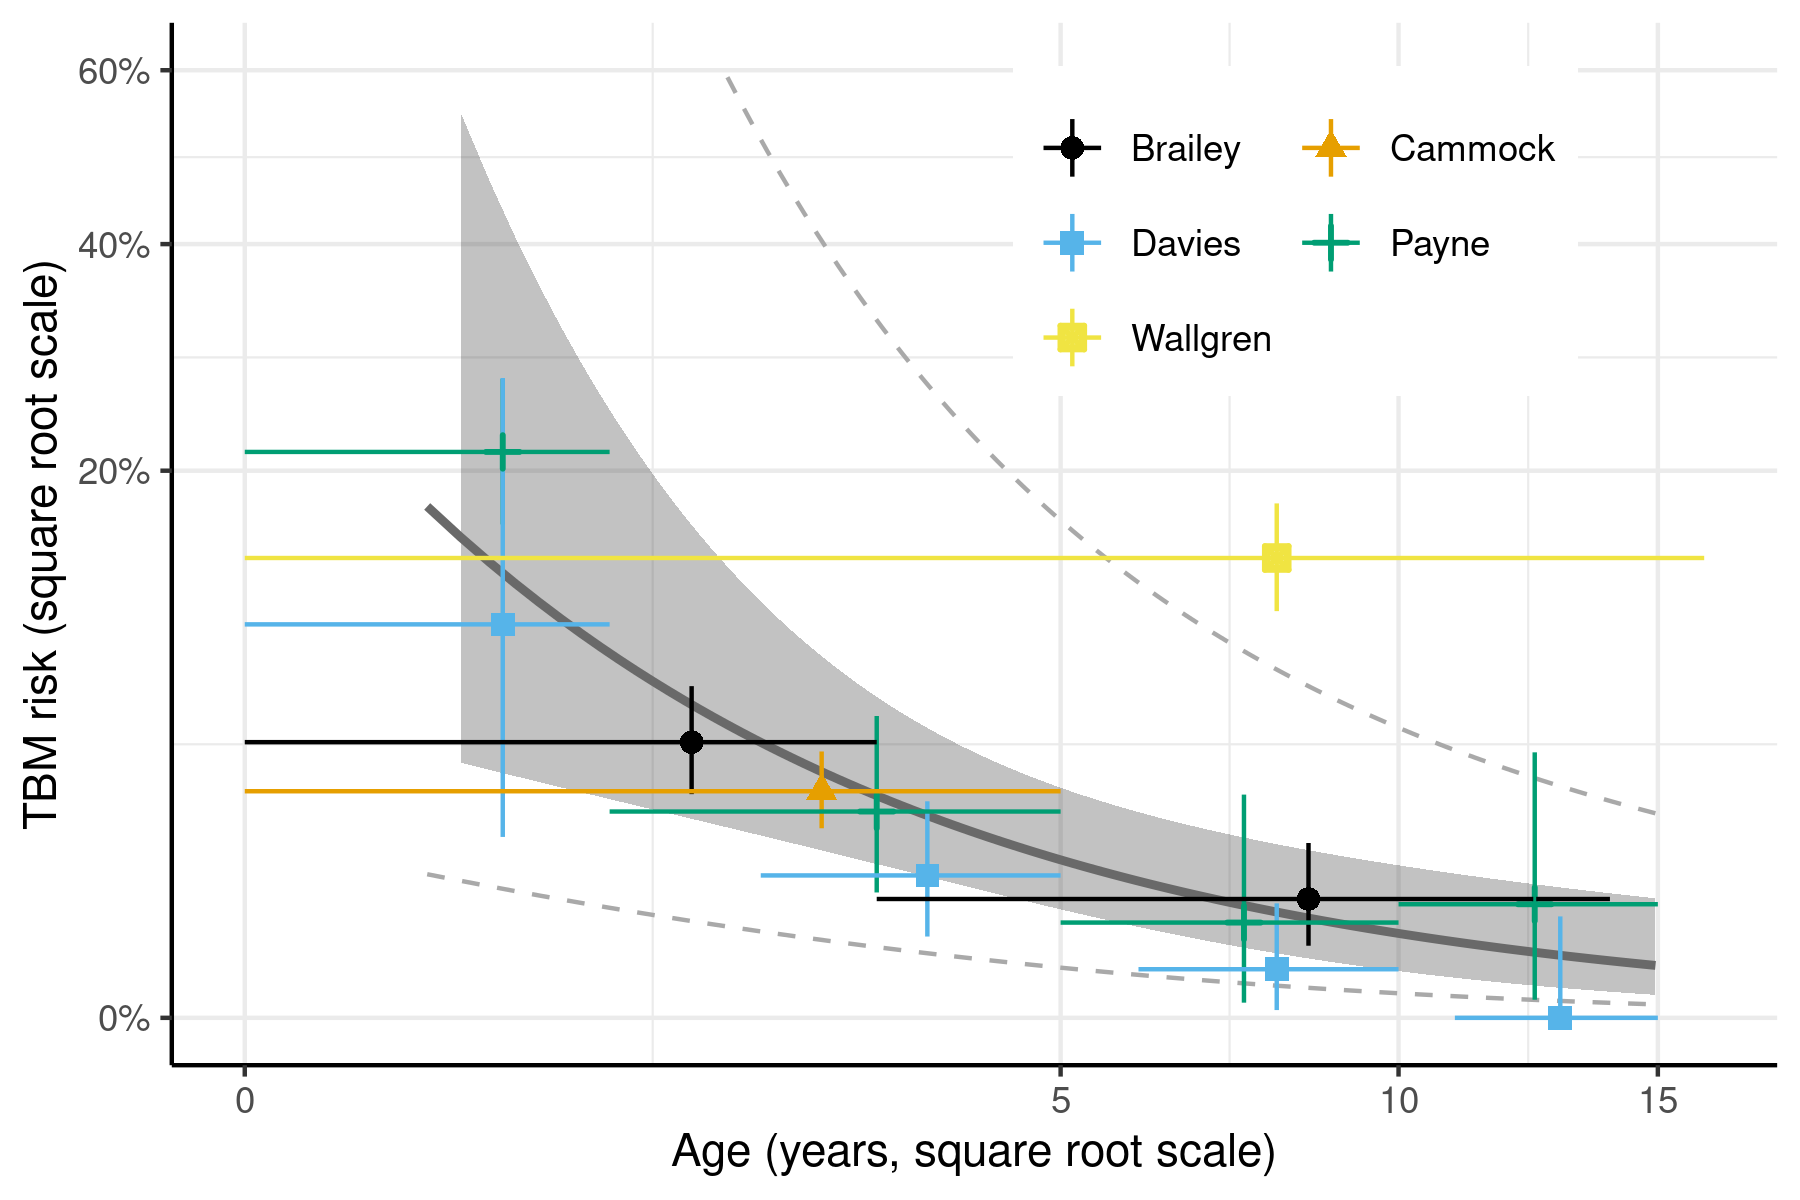 TBM risk (square root scale)
60%
40%
20%
0%
Brailey
Cammock
Davies
Payne
Wallgren
0
5
10
15
Age (years, square root scale)